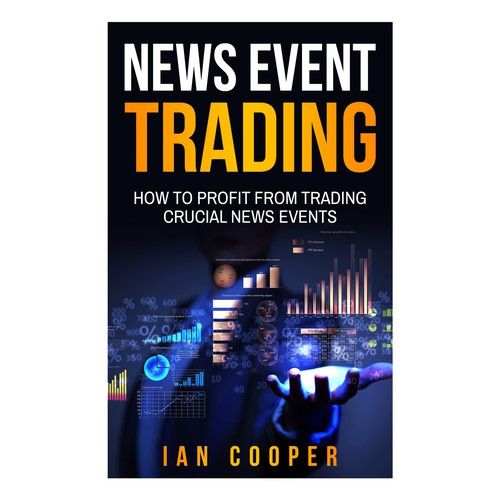 NEWS EVENT
TRADING
HOW TO PROFIT FROM TRADING
CRUCIAL NEWS EVENTS
IAN COOPER